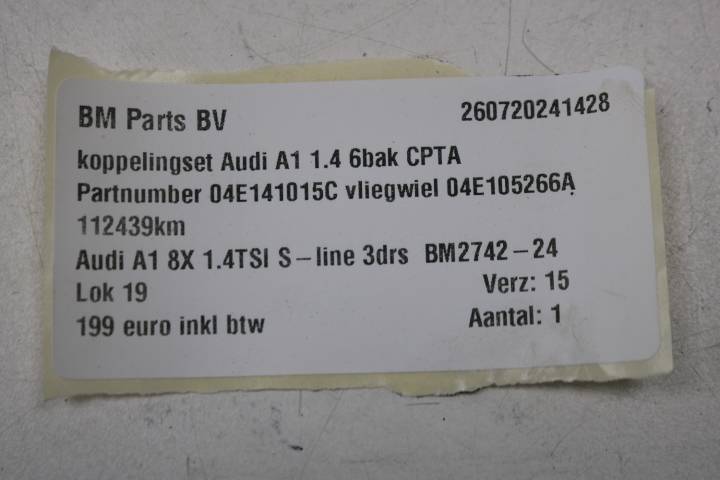 BM Parts BV 260720241428
koppelingset Audi A1 1.4 6bak CPTA
Partnumber 04E141015C vliegwiel 04E105266A
112439km
Audi A1 8X 1.4TSI S-line 3drs BM2742-24
Lok 19 Verz: 15
199 euro inkl btw Aantal: 1